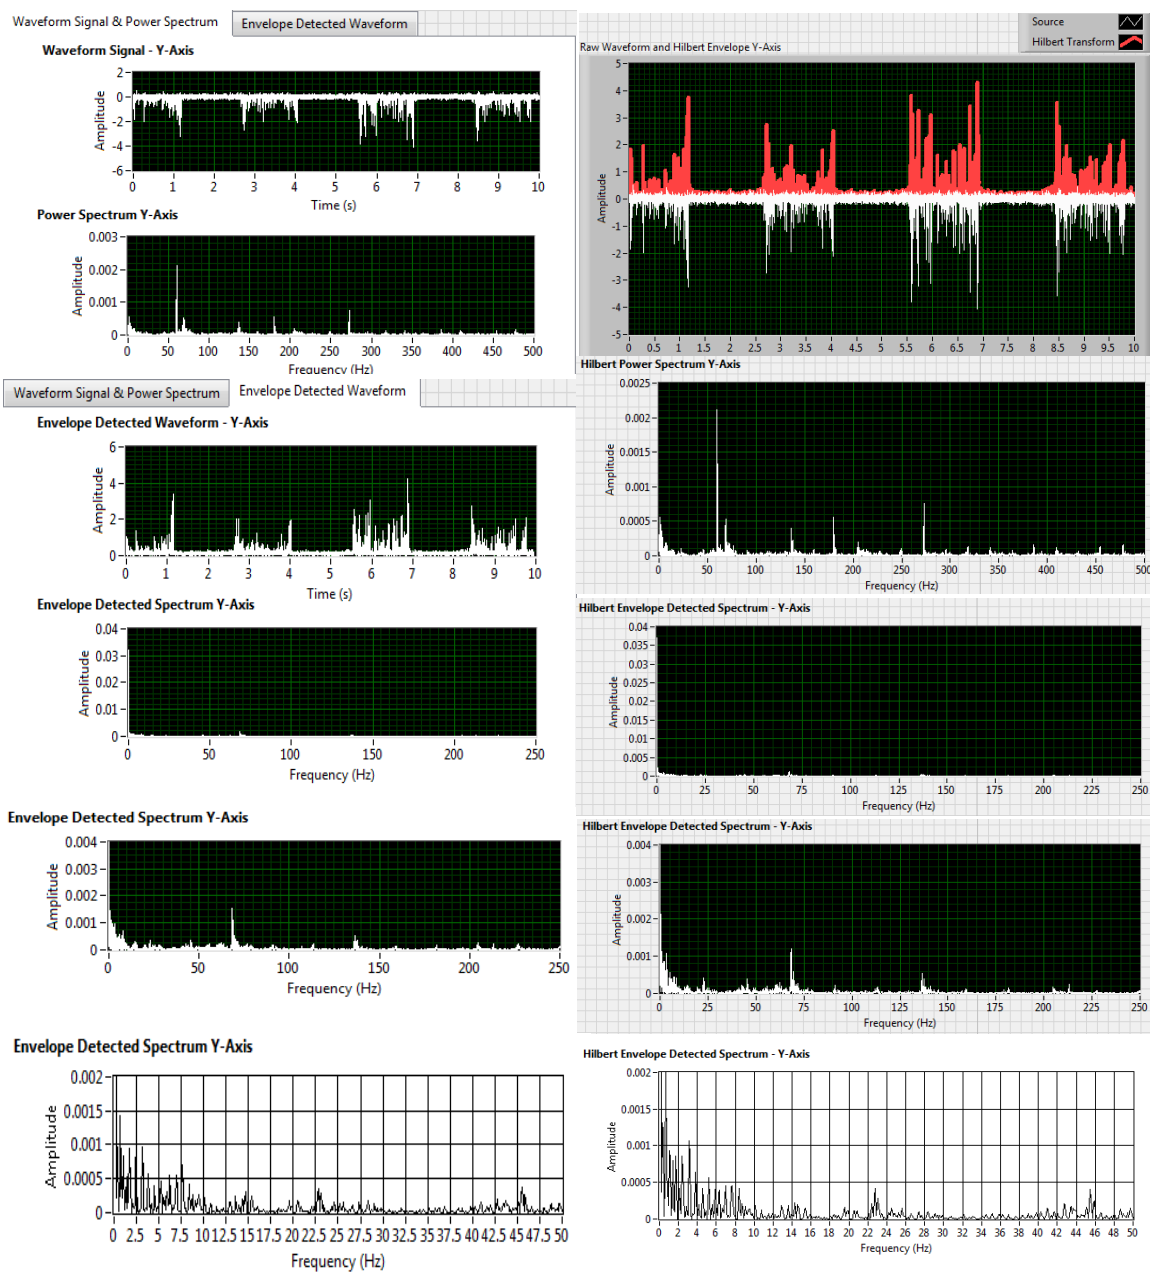 Waveform Signal & Power Spectrum
Envelope Detected Waveform
Waveform Signal - Y-Axis
Amplitude
2
0
-2
-4
-6
0 1 2 3 4 5 6 7 8 9 10
Time (s)
Power Spectrum Y-Axis
Amplitude
0.003
0.002
0.001
0
0 50 100 150 200 250 300 350 400 450 500
Frequency (Hz)
Waveform Signal & Power Spectrum
Envelope Detected Waveform
Envelope Detected Waveform - Y-Axis
Amplitude
6
4
2
0
0 1 2 3 4 5 6 7 8 9 10
Time (s)
Envelope Detected Spectrum Y-Axis
Amplitude
0.04
0.03
0.02
0.01
0
0 50 100 150 200 250
Frequency (Hz)
Envelope Detected Spectrum Y-Axis
Amplitude
0.004
0.003
0.002
0.001
0
0 50 100 150 200 250
Frequency (Hz)
Envelope Detected Spectrum Y-Axis
Amplitude
0.002
0.0015
0.001
0.0005
0
0 2.5 5 7.5 10 12.5 15 17.5 20 22.5 25 27.5 30 32.5 35 37.5 40 42.5 45 47.5 50
Frequency (Hz)
Source
Hilbert Transform
Raw Waveform and Hilbert Envelope Y-Axis
Amplitude
5
4
3
2
1
0
-1
-2
-3
-4
-5
0 0.5 1 1.5 2 2.5 3 3.5 4 4.5 5 5.5 6 6.5 7 7.5 8 8.5 9 9.5 10
Hilbert Power Spectrum Y-Axis
Amplitude
0.0025
0.002
0.0015
0.001
0.0005
0
0 50 100 150 200 250 300 350 400 450 500
Frequency (Hz)
Hilbert Envelope Detected Spectrum - Y-Axis
Amplitude
0.04
0.035
0.03
0.025
0.02
0.015
0.01
0.005
0
0 25 50 75 100 125 150 175 200 225 250
Frequency (Hz)
Hilbert Envelope Detected Spectrum - Y-Axis
Amplitude
0.004
0.003
0.002
0.001
0
0 25 50 75 100 125 150 175 200 225 250
Frequency (Hz)
Hilbert Envelope Detected Spectrum - Y-Axis
Amplitude
0.002
0.0015
0.001
0.0005
0
0 2 4 6 8 10 12 14 16 18 20 22 24 26 28 30 32 34 36 38 40 42 44 46 48 50
Frequency (Hz)